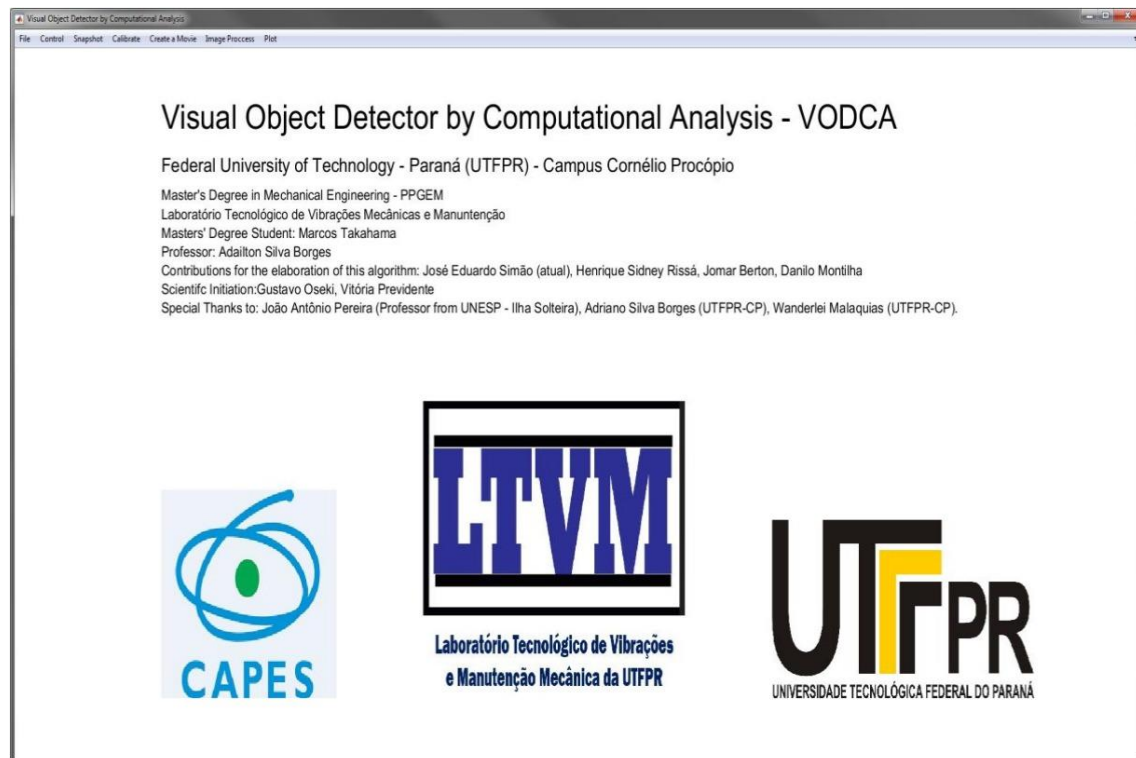 Visual Object Detector by Computational Analysis
File Control Snapshot Calibrate Create a Movie Image Proccess Plot
Visual Object Detector by Computational Analysis - VODCA
Federal University of Technology - Paraná (UTFPR) - Campus Cornélio Procópio
Master's Degree in Mechanical Engineering - PPGEM
Laboratório Tecnológico de Vibrações Mecânicas e Manuntenção
Masters' Degree Student: Marcos Takahama
Professor: Adailton Silva Borges
Contributions for the elaboration of this algorithm: José Eduardo Simão (atual), Henrique Sidney Rissá, Jomar Berton, Danilo Montilha
Scientifc Initiation:Gustavo Oseki, Vitória Previdente
Special Thanks to: João Antônio Pereira (Professor from UNESP - Ilha Solteira), Adriano Silva Borges (UTFPR-CP), Wanderlei Malaquias (UTFPR-CP).
CAPES
LTVM
Laboratório Tecnológico de Vibrações
e Manutenção Mecânica da UTFPR
UTFPR
UNIVERSIDADE TECNOLÓGICA FEDERAL DO PARANÁ